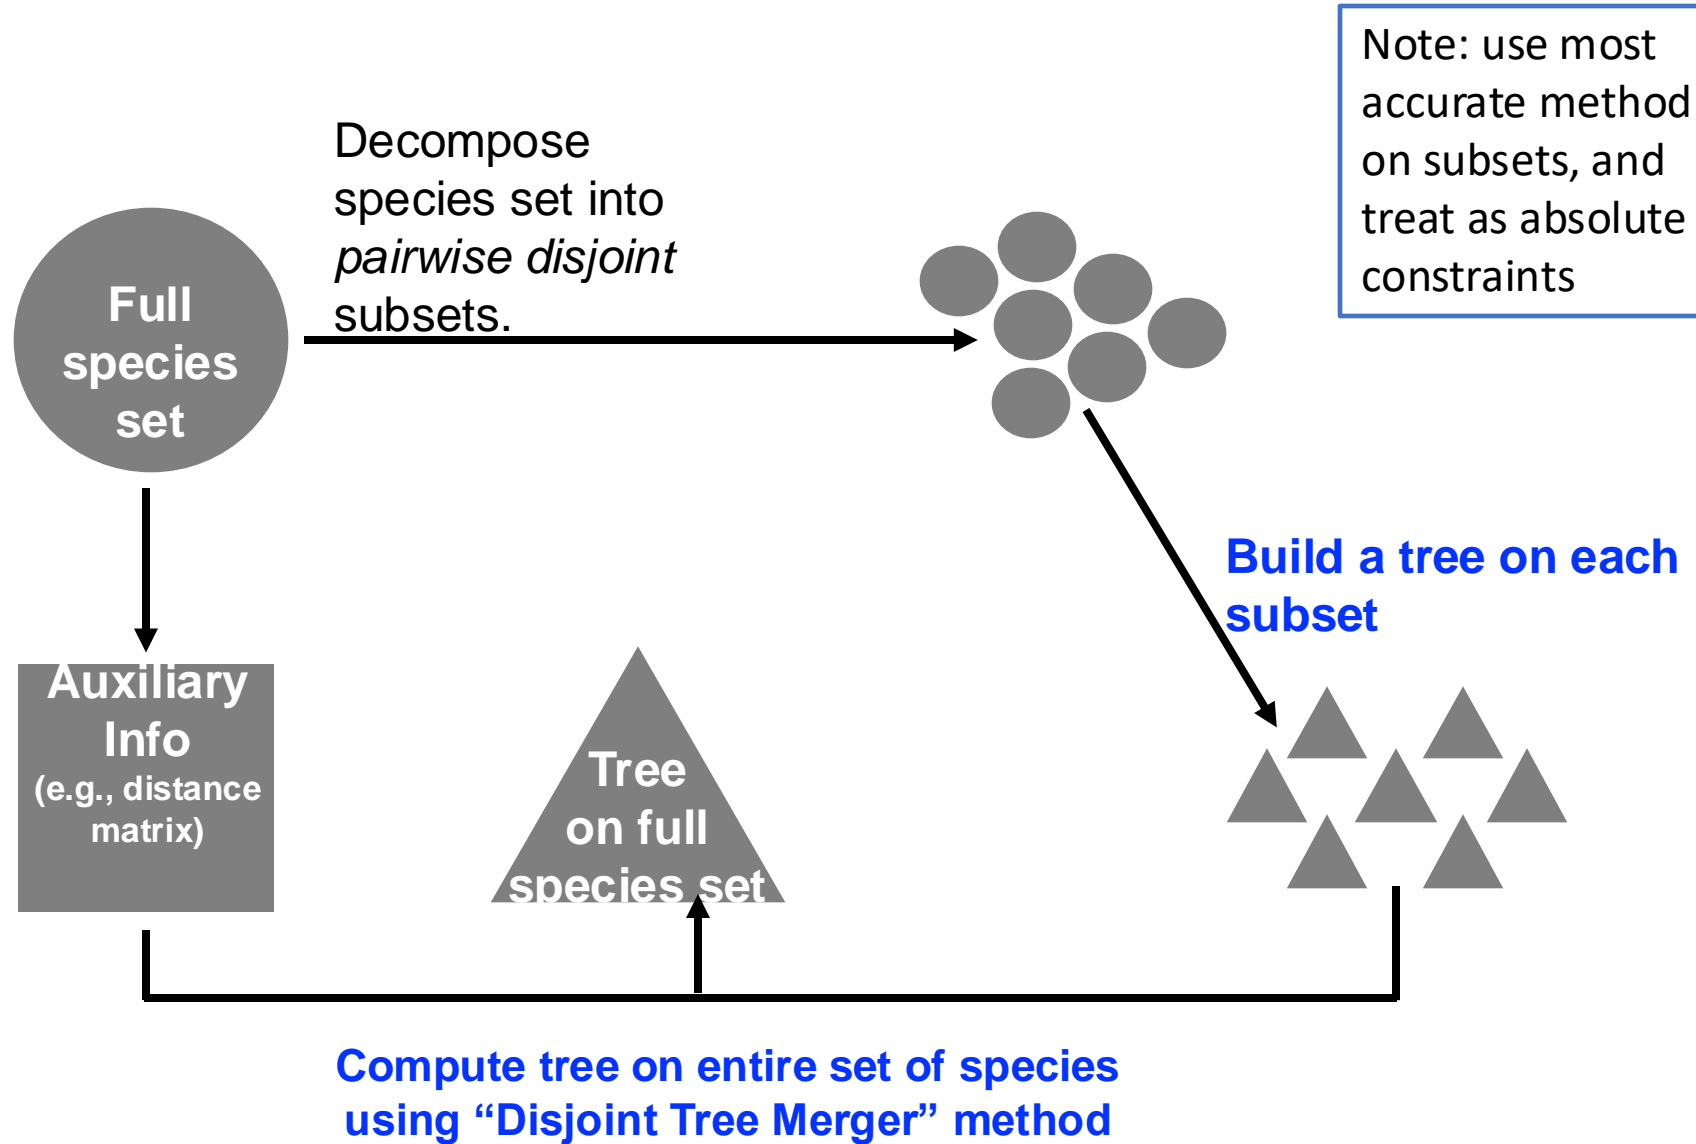 Note: use most
accurate method
on subsets, and
treat as absolute
constraints
Decompose
species set into
pairwise disjoint
subsets.
Full
species
set
Build a tree on each
subset
Auxiliary
Info
(e.g., distance
matrix)
Tree
on full
species set
Compute tree on entire set of species
using “Disjoint Tree Merger” method